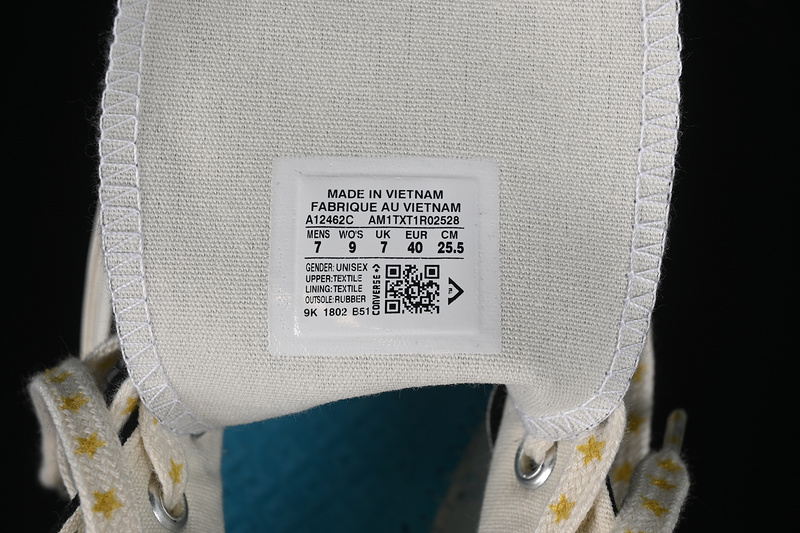 MADE IN VIETNAM
FABRIQUE AU VIETNAM
A12462C AM1TXT1R02528
MENS WO'S UK EUR CM
7 9 7 40 25.5
GENDER: UNISEX
UPPER:TEXTILE
LINING:TEXTILE
OUTSOLE:RUBBER
9K 1802 B51
CONVERSE